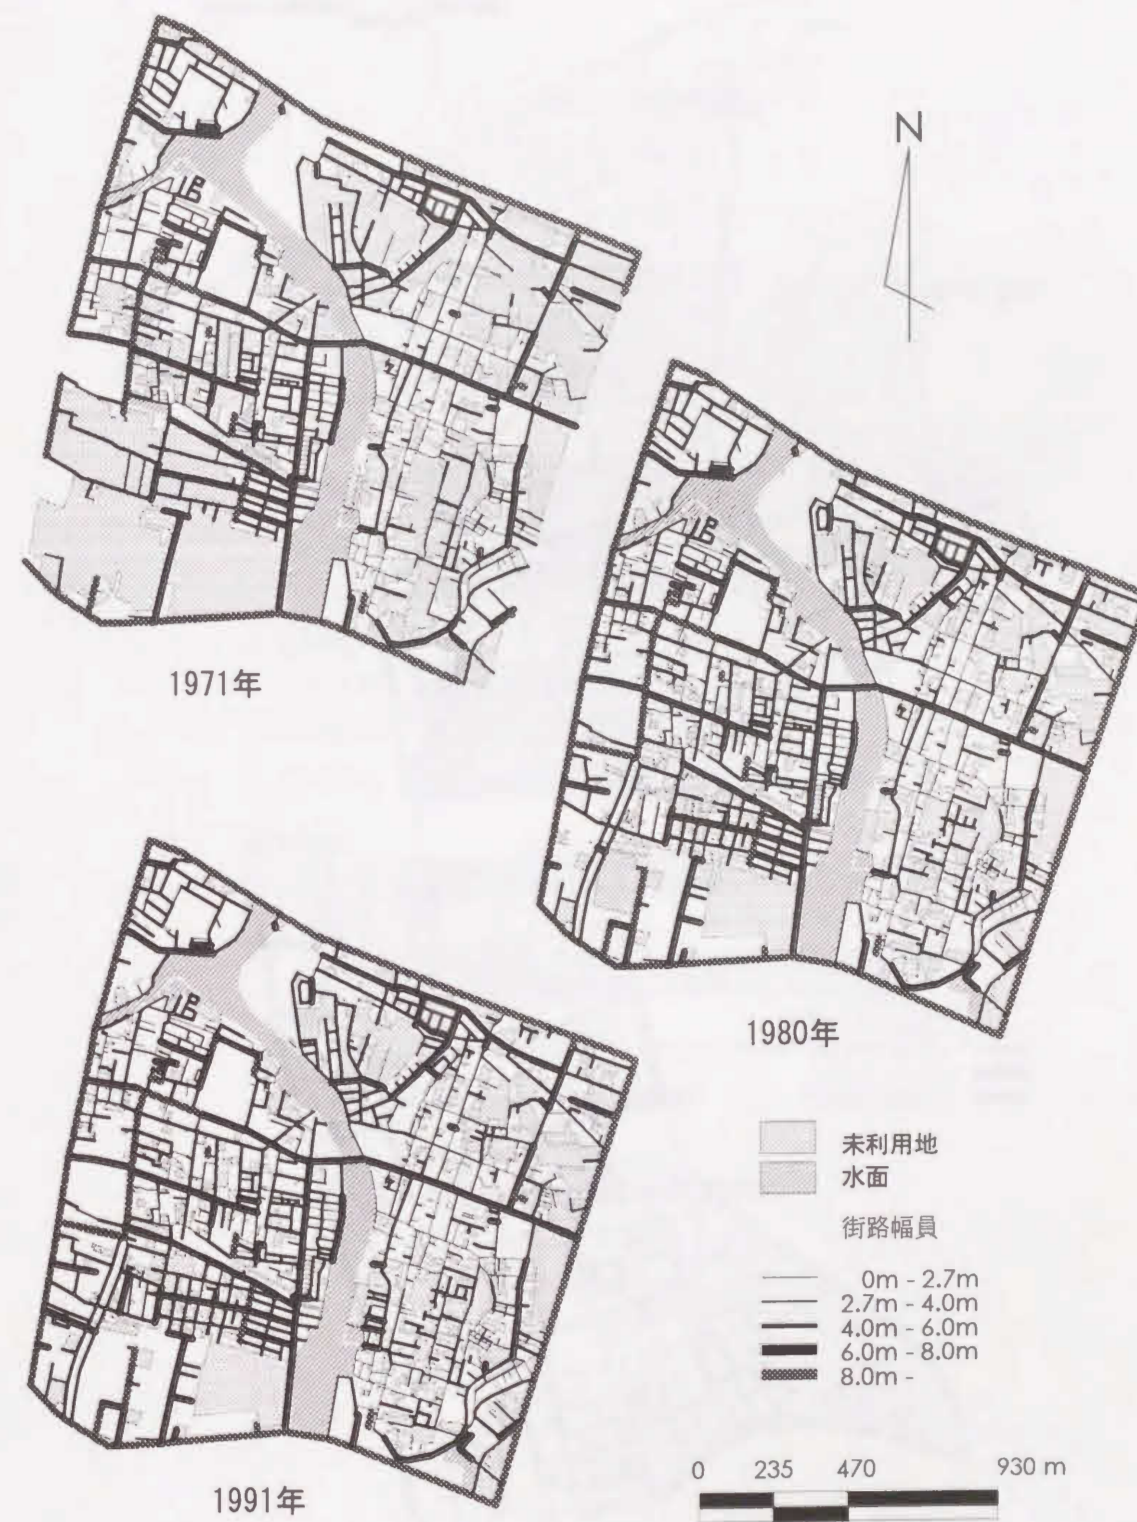 N
1971年
1980年
1991年
未利用地
水面
街路幅員
0m - 2.7m
2.7m - 4.0m
4.0m - 6.0m
6.0m - 8.0m
8.0m -
0 235 470 930 m